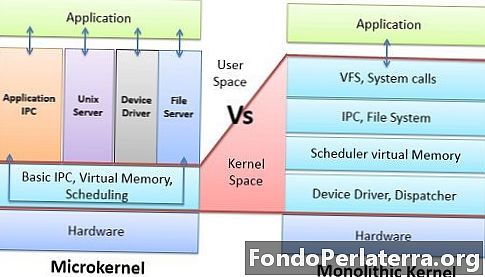 Application
Application
IPC
Unix
Server
Device
Driver
File
Server
Basic IPC, Virtual Memory,
Scheduling
Hardware
Microkernel
User
Space
Vs
Kernel
Space
Application
VFS, System calls
IPC, File System
Scheduler virtual Memory
Device Driver, Dispatcher
Hardware
Monolithic Kernel
FondoPerlaterra.org